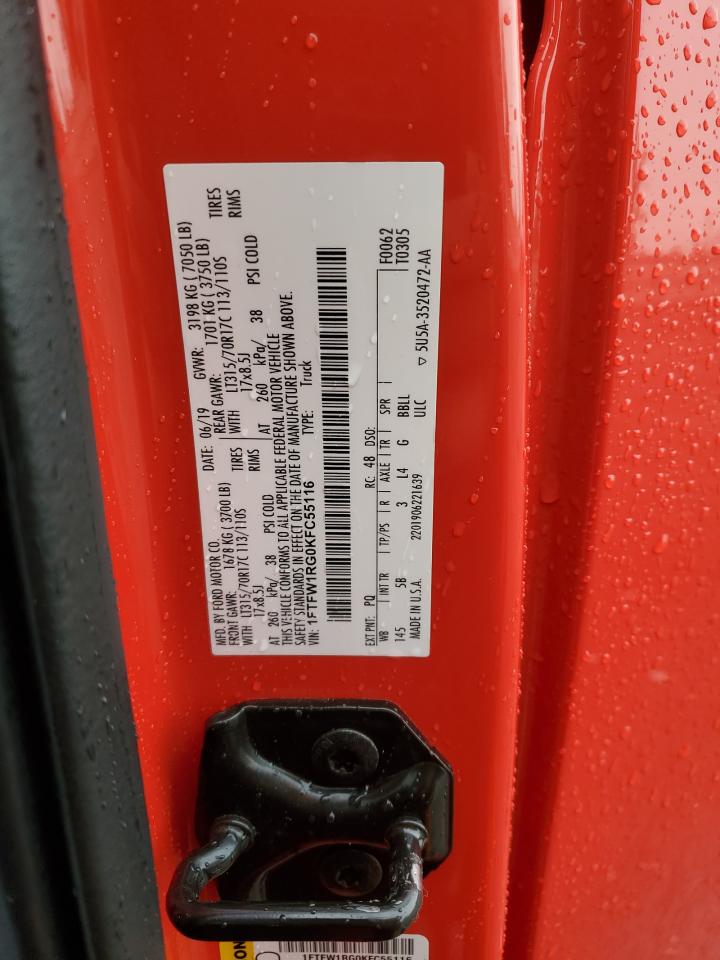 MFD. BY FORD MOTOR CO. DATE: 06/19 GVWR: 3198 KG ( 7050 LB)
FRONT GAWR: 1678 KG ( 3700 LB) REAR GAWR: 1701 KG ( 3750 LB)
WITH LT315/70R17C 113/110S TIRES WITH LT315/70R17C 113/110S TIRES
17x8.5J RIMS 17x8.5J RIMS
AT 260 kPa/ 38 PSI COLD AT 260 kPa/ 38 PSI COLD
THIS VEHICLE CONFORMS TO ALL APPLICABLE FEDERAL MOTOR VEHICLE
SAFETY STANDARDS IN EFFECT ON THE DATE OF MANUFACTURE SHOWN ABOVE.
VIN: 1FTFW1RG0KFC55116 TYPE: Truck
EXT PNT: PQ RC: 48 DSO: F0062
WB INT TR TP/PS R AXLE TR SPR T0305
145 5B 3 L4 G BBLL
MADE IN U.S.A. 2201906221639 ULC ▽ 5U5A-3520472-AA
1FTFW1RG0KFC55116